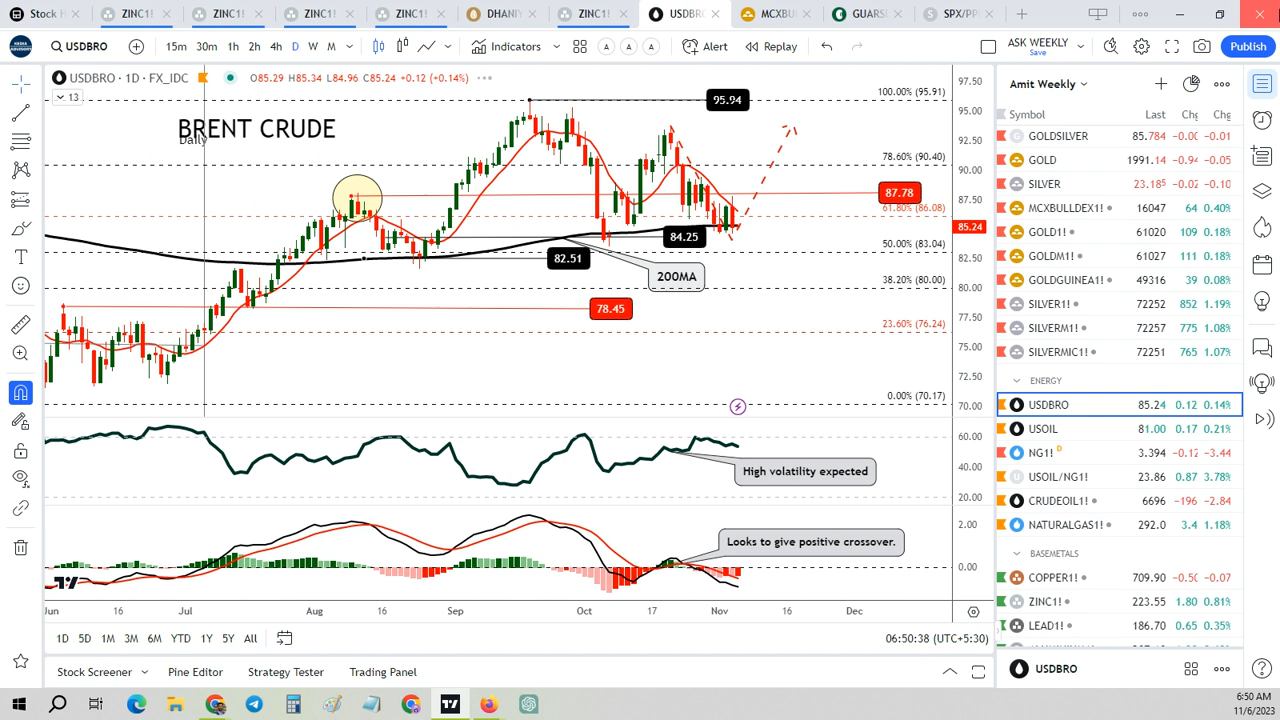 Stock H
ZINC1!
ZINC1!
ZINC1!
ZINC1!
DHANIY
ZINC1!
USDBR
MCXBUL
GUARSE
SPX/PP
USDBRO
15m 30m 1h 2h 4h D W M
Indicators
A A A
Alert
Replay
ASK WEEKLY
Save
Publish
USDBRO · 1D · FX_IDC
O85.29 H85.34 L84.96 C85.24 +0.12 (+0.14%)
13
BRENT CRUDE
Daily
100.00% (95.91)
95.94
78.60% (90.40)
87.78
61.80% (86.08)
84.25
50.00% (83.04)
82.51
200MA
38.20% (80.00)
78.45
23.60% (76.24)
0.00% (70.17)
97.50
95.00
92.50
90.00
87.50
85.24
82.50
80.00
77.50
75.00
72.50
70.00
60.00
40.00
20.00
High volatility expected
2.00
0.00
Looks to give positive crossover.
Jun 16 Jul 17 Aug 16 Sep Oct 17 Nov 16 Dec
1D 5D 1M 3M 6M YTD 1Y 5Y All
06:50:38 (UTC+5:30)
Stock Screener
Pine Editor
Strategy Tester
Trading Panel
Amit Weekly
Symbol Last Chg Chg
GOLDSILVER 85.784 −0.00 −0.01
GOLD 1991.14 −0.94 −0.05
SILVER 23.185 −0.02 −0.10
MCXBULLDEX1! 16047 64 0.40%
GOLD1! 61020 109 0.18%
GOLDM1! 61027 111 0.18%
GOLDGUINEA1! 49316 39 0.08%
SILVER1! 72252 852 1.19%
SILVERM1! 72257 775 1.08%
SILVERMIC1! 72251 765 1.07%
ENERGY
USDBRO 85.24 0.12 0.14%
USOIL 81.00 0.17 0.21%
NG1! D 3.394 −0.12 −3.44
USOIL/NG1! 23.86 0.87 3.78%
CRUDEOIL1! 6696 −196 −2.84
NATURALGAS1! 292.0 3.4 1.18%
BASEMETALS
COPPER1! 709.90 −0.50 −0.07
ZINC1! 223.55 1.80 0.81%
LEAD1! 186.70 0.65 0.35%
USDBRO
6:50 AM
11/6/2023